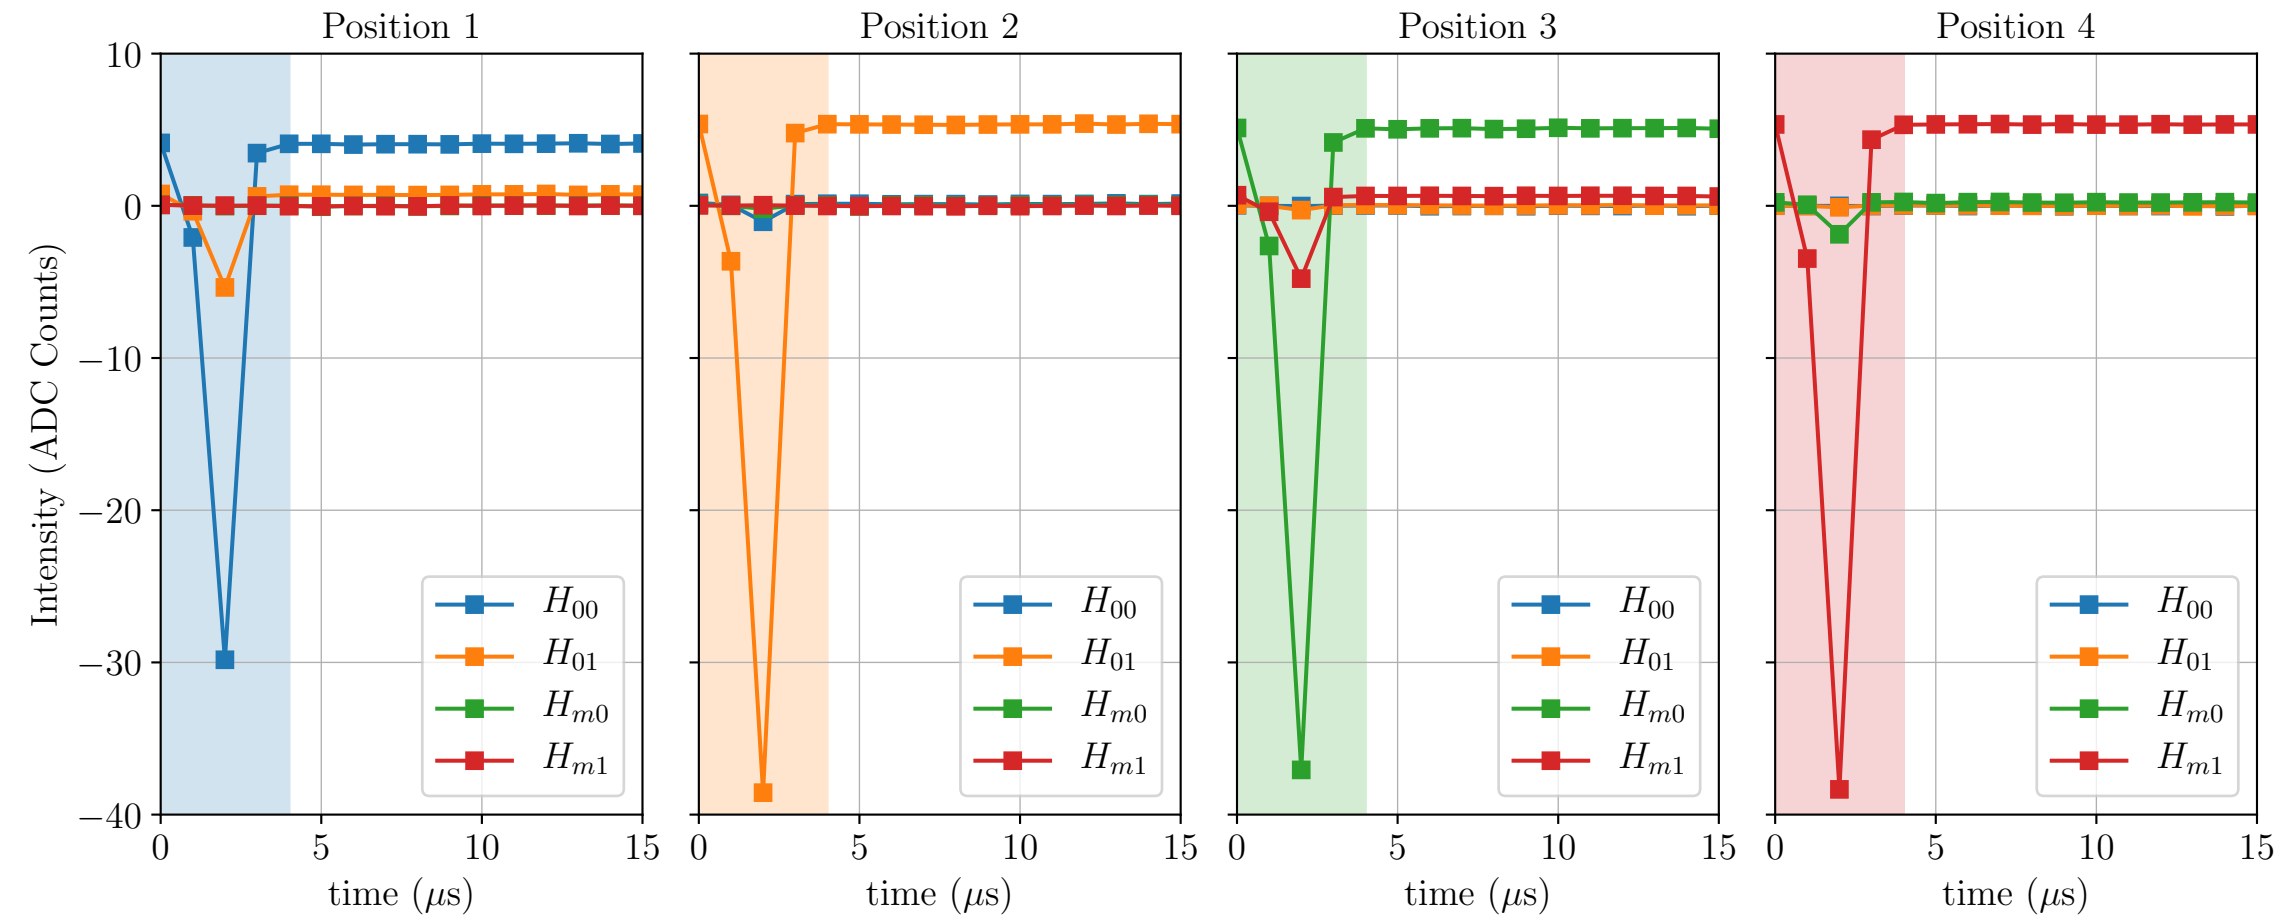 Position 1
Position 2
Position 3
Position 4
Intensity (ADC Counts)
10
0
−10
−20
−30
−40
H00
H01
Hm0
Hm1
H00
H01
Hm0
Hm1
H00
H01
Hm0
Hm1
H00
H01
Hm0
Hm1
0 5 10 15
0 5 10 15
0 5 10 15
0 5 10 15
time (μs)
time (μs)
time (μs)
time (μs)